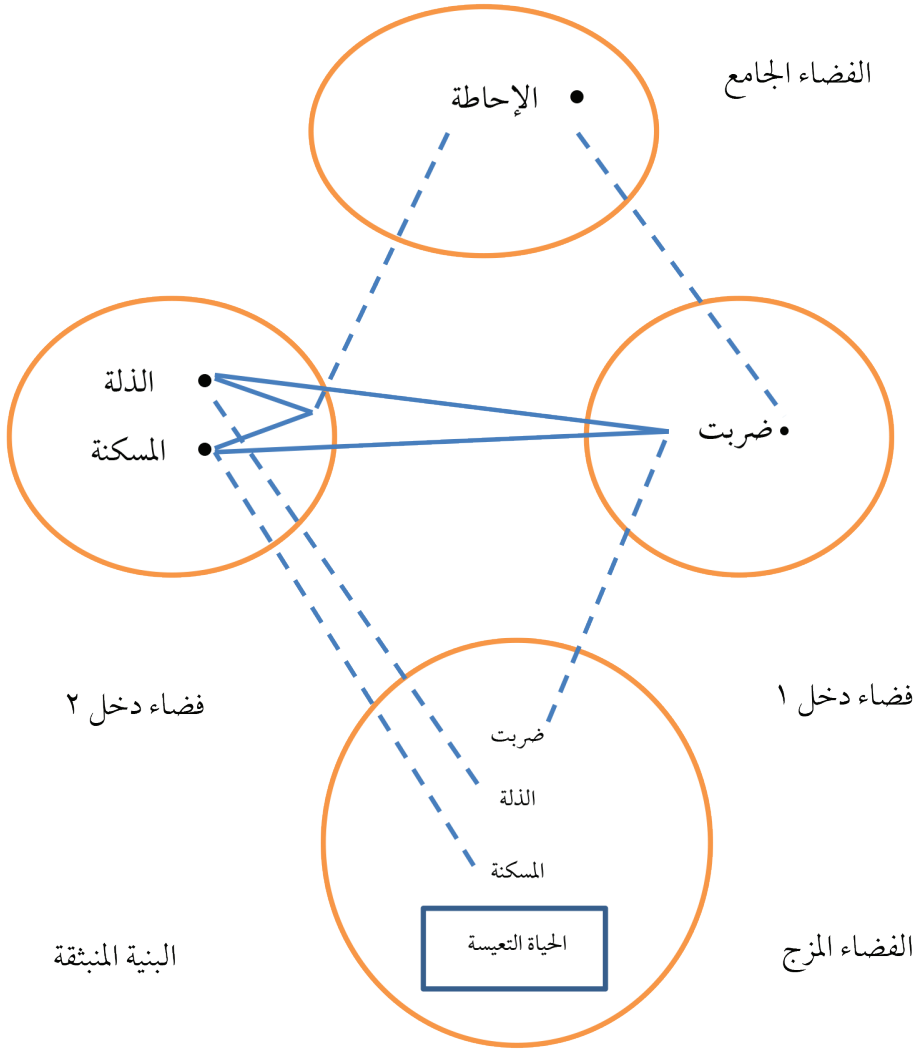 الفضاء الجامع
الإحاطة
ضربت
الذلة
المسكنة
فضاء دخل ١
فضاء دخل ٢
ضربت
الذلة
المسكنة
الحياة التعيسة
الفضاء المزج
البنية المنبثقة